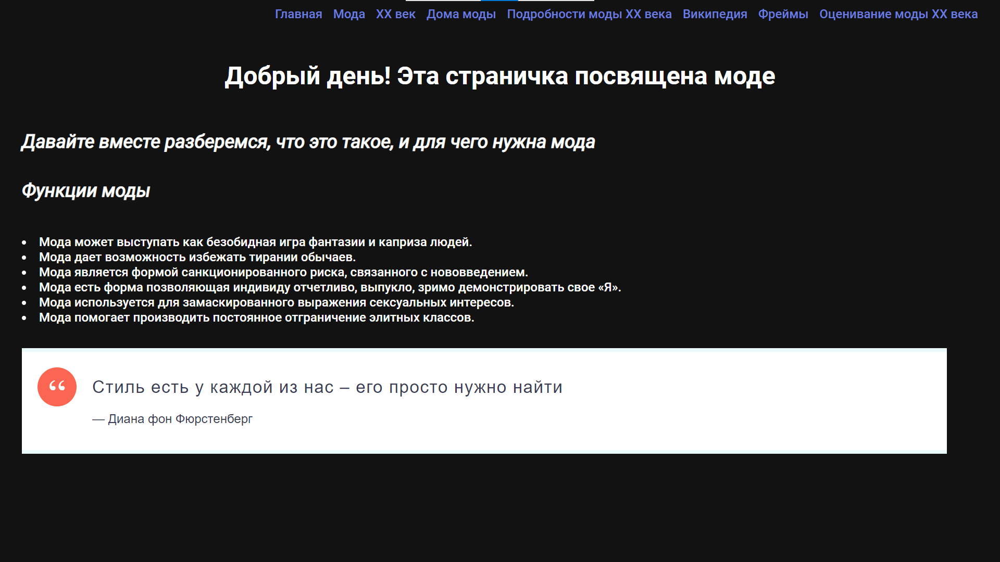 Главная Мода XX век Дома моды Подробности моды XX века Википедия Фреймы Оценивание моды XX века
Добрый день! Эта страничка посвящена моде
Давайте вместе разберемся, что это такое, и для чего нужна мода
Функции моды
• Мода может выступать как безобидная игра фантазии и каприза людей.
• Мода дает возможность избежать тирании обычаев.
• Мода является формой санкционированного риска, связанного с нововведением.
• Мода есть форма позволяющая индивиду отчетливо, выпукло, зримо демонстрировать свое «Я».
• Мода используется для замаскированного выражения сексуальных интересов.
• Мода помогает производить постоянное отграничение элитных классов.
“ Стиль есть у каждой из нас – его просто нужно найти
— Диана фон Фюрстенберг